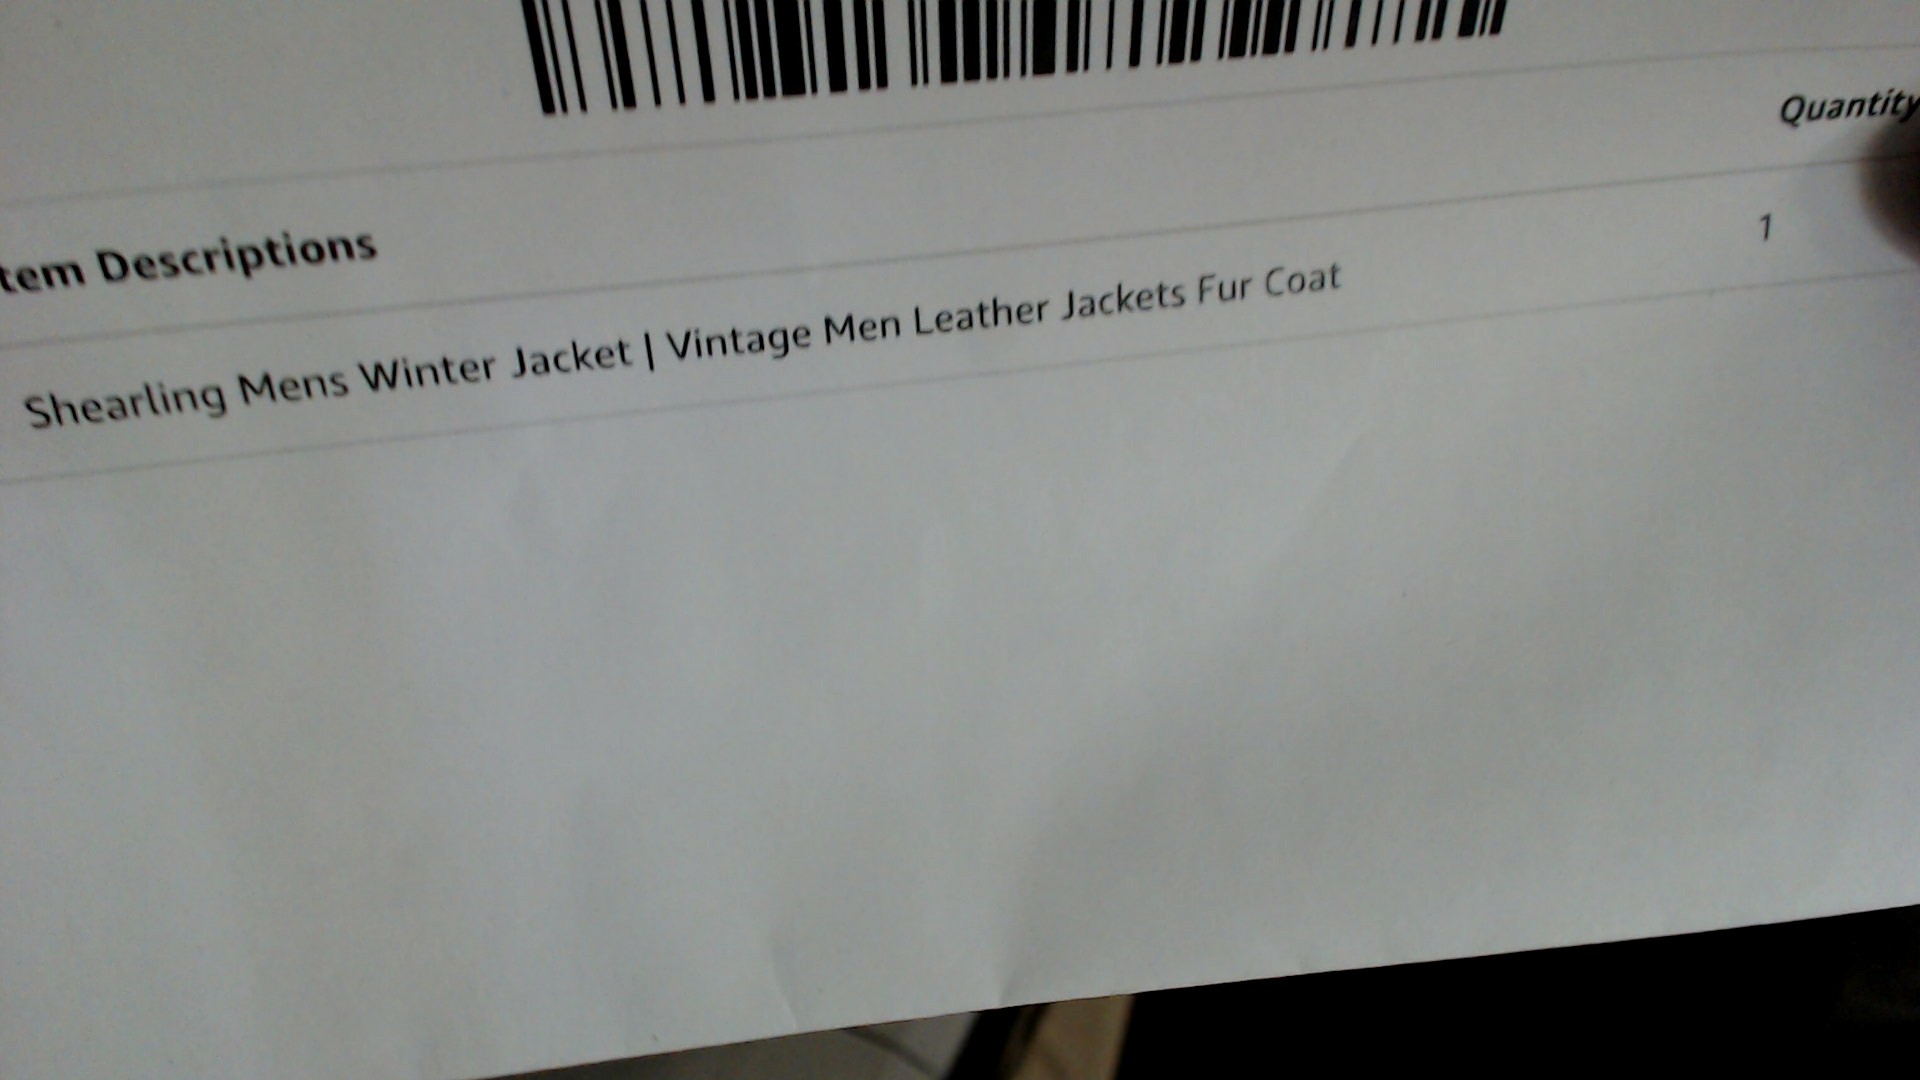 Quantity
tem Descriptions
1
Shearling Mens Winter Jacket | Vintage Men Leather Jackets Fur Coat